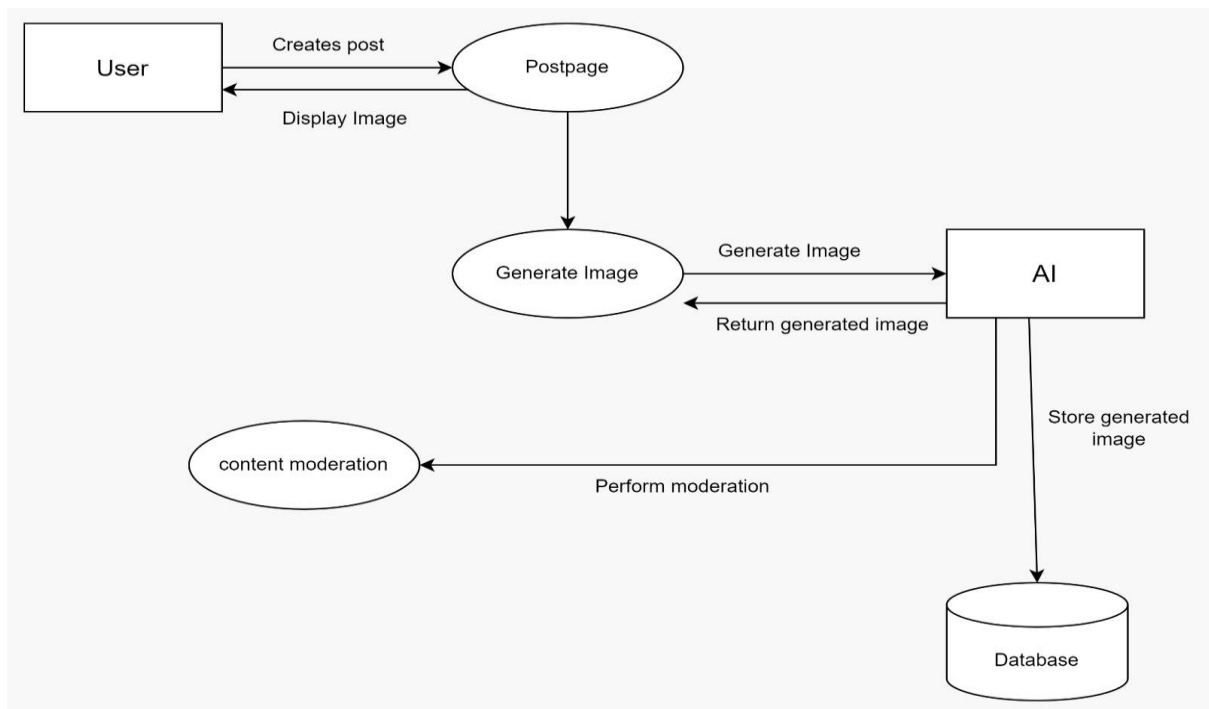 Creates post
User
Postpage
Display Image
Generate Image
Generate Image
AI
Return generated image
Store generated
image
content moderation
Perform moderation
Database